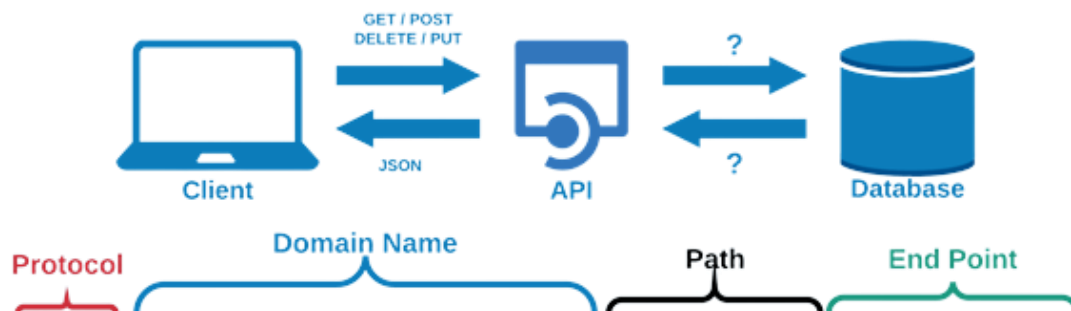 GET / POST
DELETE / PUT
?
JSON
?
Client
API
Database
Domain Name
Protocol
Path
End Point